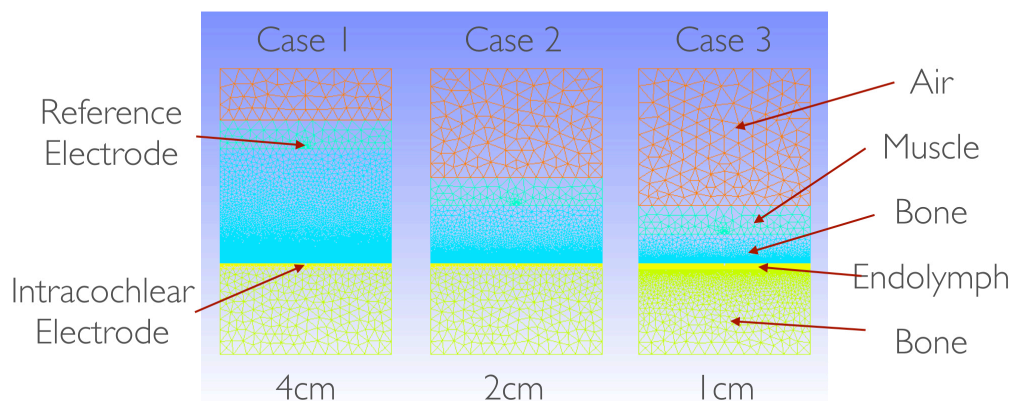 Case 1
Case 2
Case 3
Reference
Electrode
Intracochlear
Electrode
Air
Muscle
Bone
Endolymph
Bone
4cm
2cm
1cm